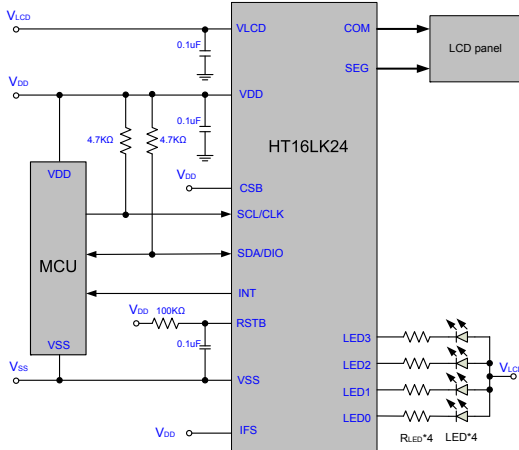 VLCD
VLCD
COM
LCD panel
0.1uF
SEG
VDD
VDD
0.1uF
4.7KΩ
4.7KΩ
HT16LK24
VDD
VDD
CSB
SCL/CLK
MCU
SDA/DIO
INT
VDD
100KΩ
RSTB
LED3
VSS
0.1uF
LED2
VSS
VSS
VLCD
LED1
LED0
VDD
IFS
RLED*4
LED*4